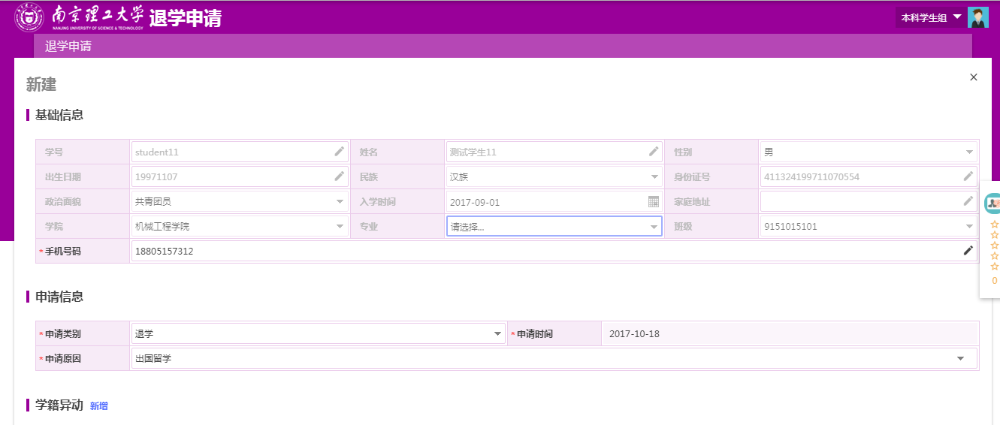 南京理工大学 退学申请
NANJING UNIVERSITY OF SCIENCE & TECHNOLOGY
本科学生组
退学申请
新建
×
基础信息
学号 student11 姓名 测试学生11 性别 男
出生日期 19971107 民族 汉族 身份证号 411324199711070554
政治面貌 共青团员 入学时间 2017-09-01 家庭地址
学院 机械工程学院 专业 请选择... 班级 9151015101
*手机号码 18805157312
申请信息
*申请类别 退学 *申请时间 2017-10-18
*申请原因 出国留学
学籍异动 新增
0